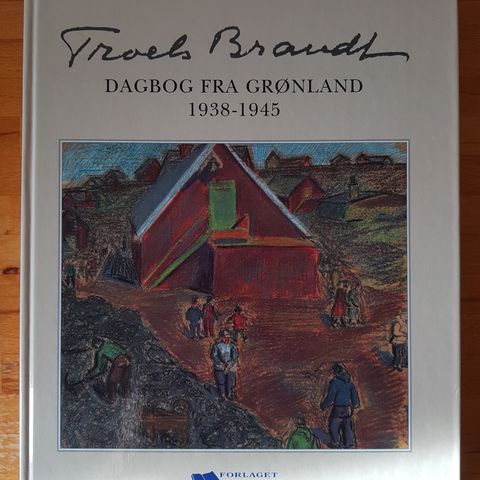 Troels Brandt
DAGBOG FRA GRØNLAND
1938-1945
FORLAGET